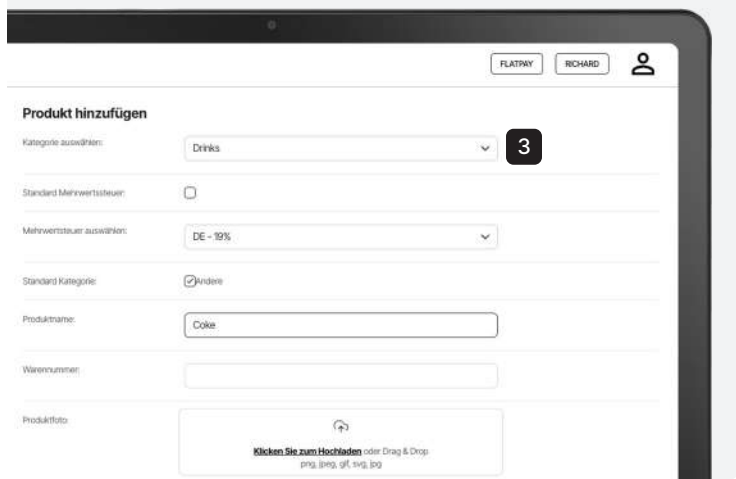 FLATPAY
RICHARD
Produkt hinzufügen
Kategorie auswählen:
Drinks
3
Standard Mehrwertssteuer:
Mehrwertsteuer auswählen:
DE - 19%
Standard Kategorie:
Andere
Produktname:
Coke
Warennummer:
Produktfoto:
Klicken Sie zum Hochladen oder Drag & Drop
png, jpeg, gif, svg, jpg